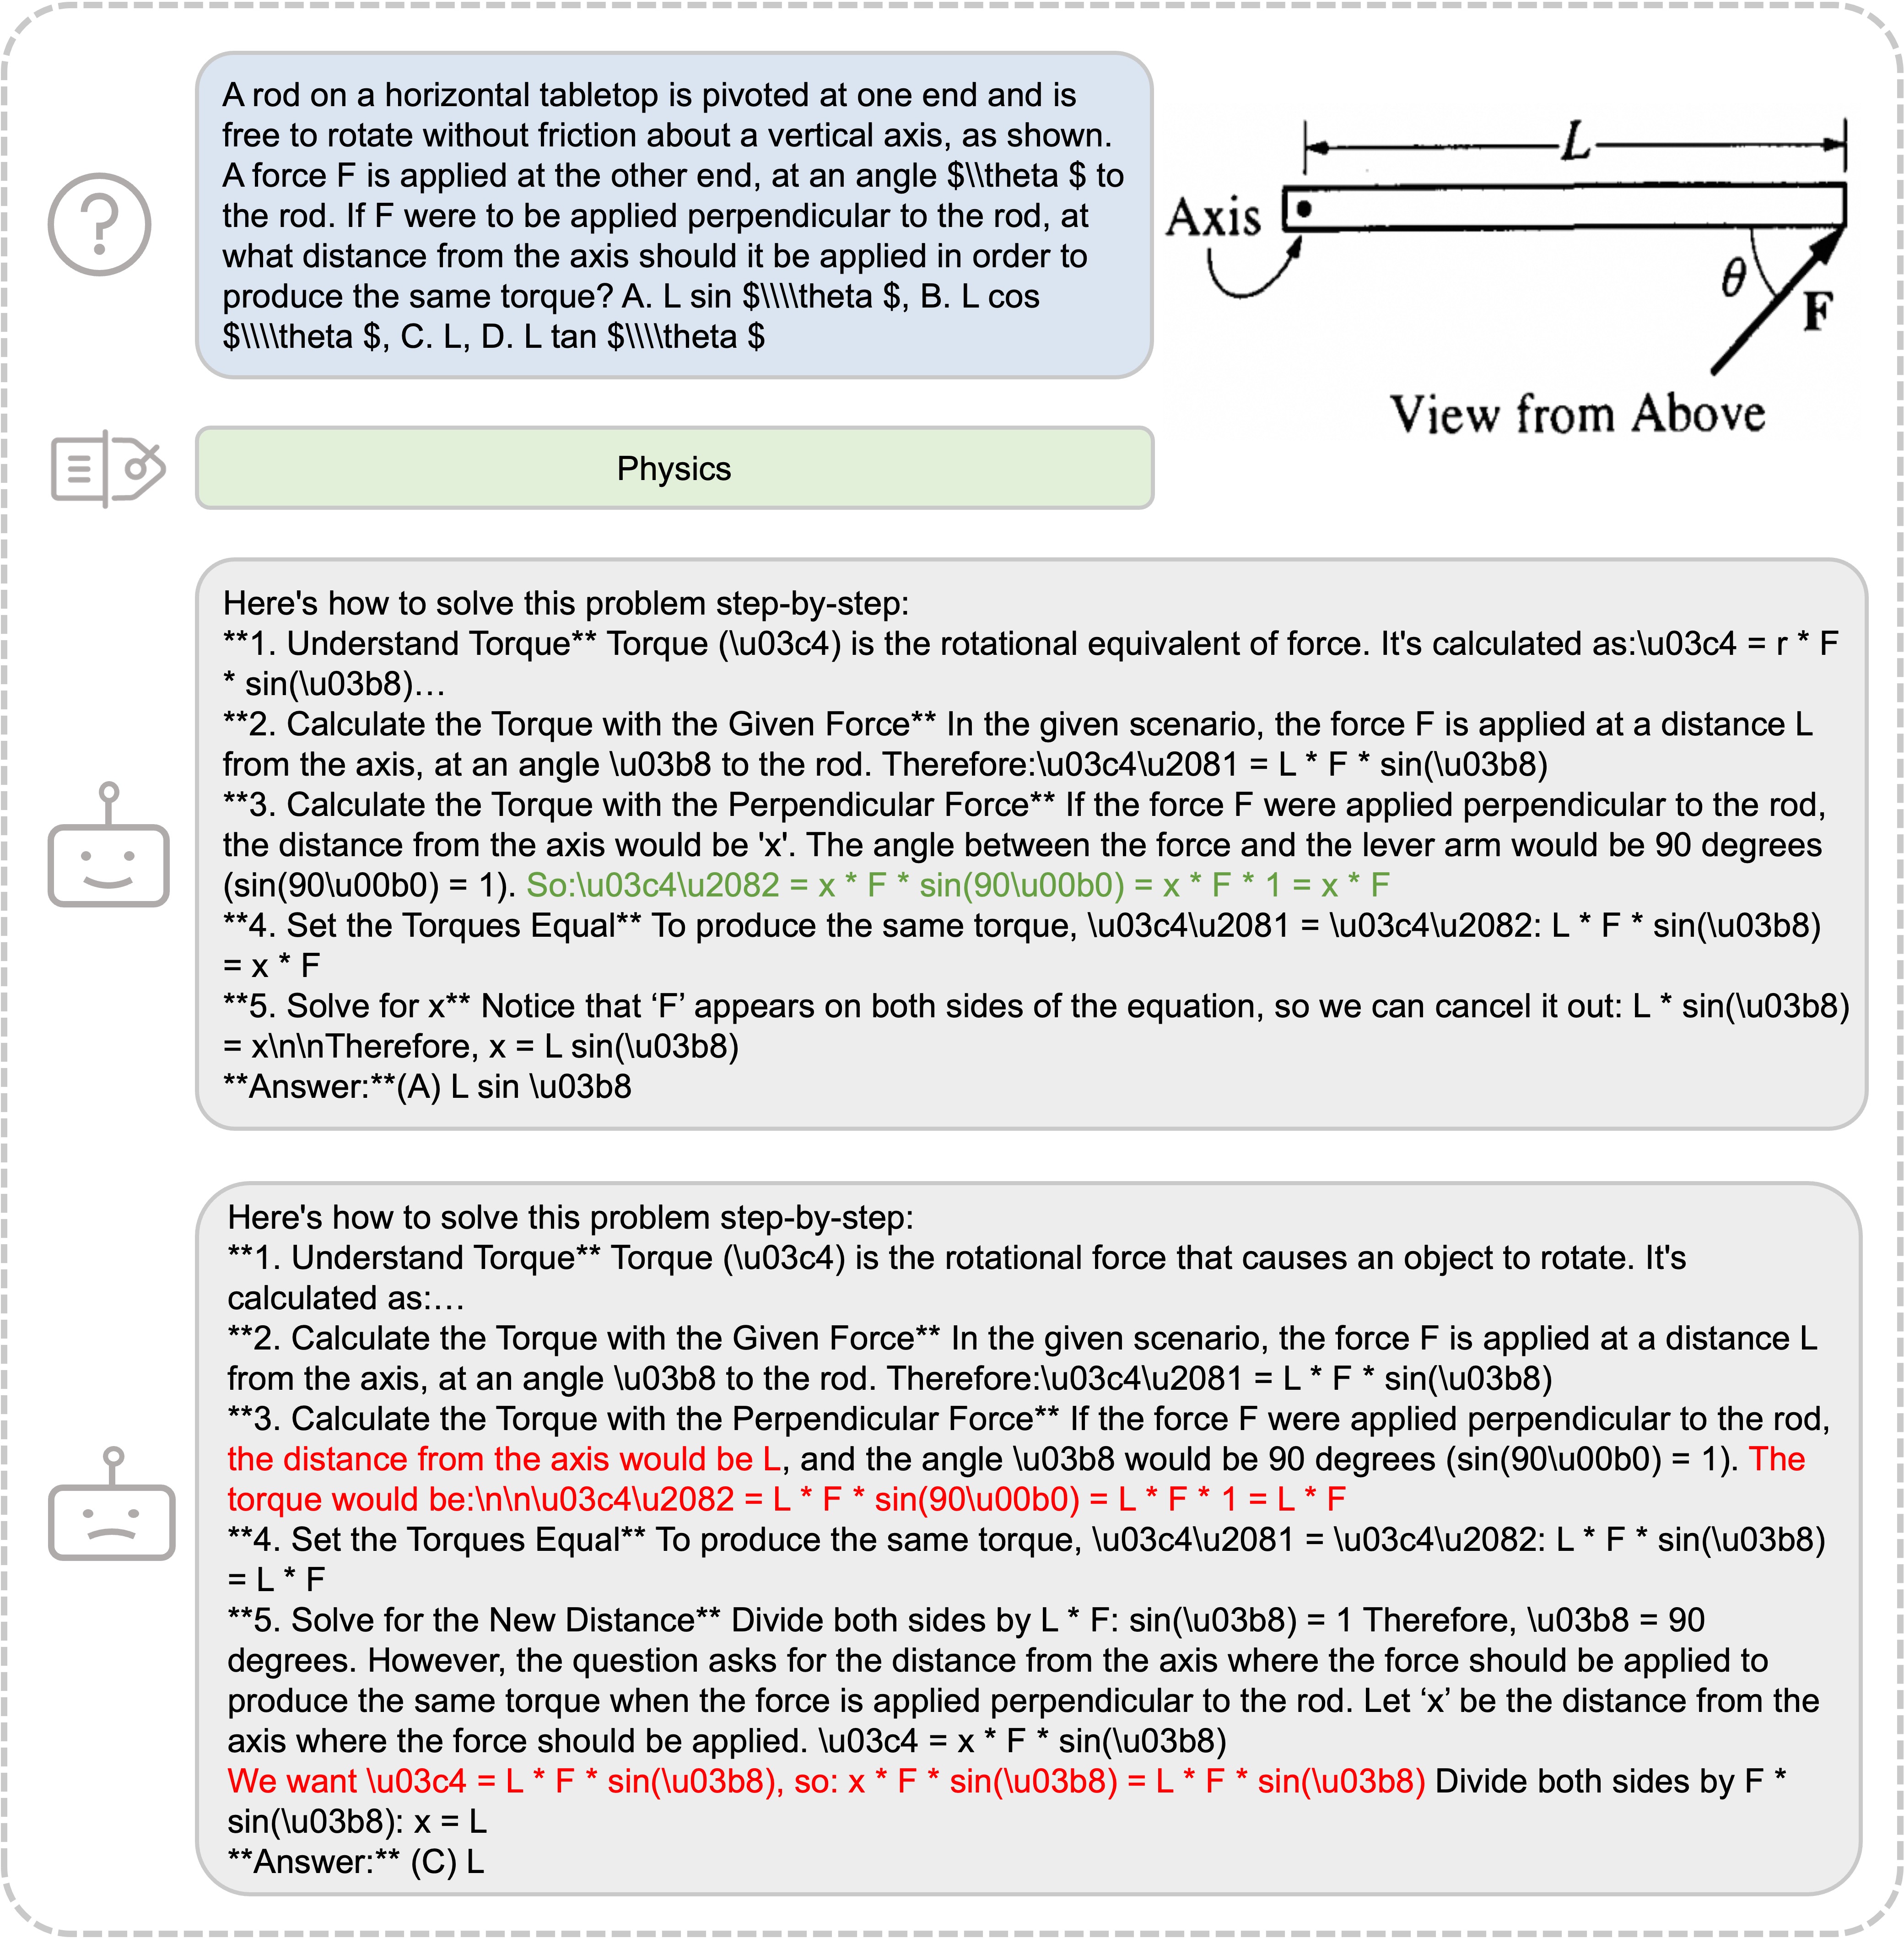 A rod on a horizontal tabletop is pivoted at one end and is
free to rotate without friction about a vertical axis, as shown.
A force F is applied at the other end, at an angle $\\theta $ to
the rod. If F were to be applied perpendicular to the rod, at
what distance from the axis should it be applied in order to
produce the same torque? A. L sin $\\\\theta $, B. L cos
$\\\\theta $, C. L, D. L tan $\\\\theta $
L
Axis
θ
F
View from Above
Physics
Here's how to solve this problem step-by-step:
**1. Understand Torque** Torque (\u03c4) is the rotational equivalent of force. It's calculated as:\u03c4 = r * F
* sin(\u03b8)…
**2. Calculate the Torque with the Given Force** In the given scenario, the force F is applied at a distance L
from the axis, at an angle \u03b8 to the rod. Therefore:\u03c4\u2081 = L * F * sin(\u03b8)
**3. Calculate the Torque with the Perpendicular Force** If the force F were applied perpendicular to the rod,
the distance from the axis would be 'x'. The angle between the force and the lever arm would be 90 degrees
(sin(90\u00b0) = 1). So:\u03c4\u2082 = x * F * sin(90\u00b0) = x * F * 1 = x * F
**4. Set the Torques Equal** To produce the same torque, \u03c4\u2081 = \u03c4\u2082: L * F * sin(\u03b8)
= x * F
**5. Solve for x** Notice that ‘F’ appears on both sides of the equation, so we can cancel it out: L * sin(\u03b8)
= x\n\nTherefore, x = L sin(\u03b8)
**Answer:**(A) L sin \u03b8
Here's how to solve this problem step-by-step:
**1. Understand Torque** Torque (\u03c4) is the rotational force that causes an object to rotate. It's
calculated as:…
**2. Calculate the Torque with the Given Force** In the given scenario, the force F is applied at a distance L
from the axis, at an angle \u03b8 to the rod. Therefore:\u03c4\u2081 = L * F * sin(\u03b8)
**3. Calculate the Torque with the Perpendicular Force** If the force F were applied perpendicular to the rod,
the distance from the axis would be L, and the angle \u03b8 would be 90 degrees (sin(90\u00b0) = 1). The
torque would be:\n\n\u03c4\u2082 = L * F * sin(90\u00b0) = L * F * 1 = L * F
**4. Set the Torques Equal** To produce the same torque, \u03c4\u2081 = \u03c4\u2082: L * F * sin(\u03b8)
= L * F
**5. Solve for the New Distance** Divide both sides by L * F: sin(\u03b8) = 1 Therefore, \u03b8 = 90
degrees. However, the question asks for the distance from the axis where the force should be applied to
produce the same torque when the force is applied perpendicular to the rod. Let ‘x’ be the distance from the
axis where the force should be applied. \u03c4 = x * F * sin(\u03b8)
We want \u03c4 = L * F * sin(\u03b8), so: x * F * sin(\u03b8) = L * F * sin(\u03b8) Divide both sides by F *
sin(\u03b8): x = L
**Answer:** (C) L